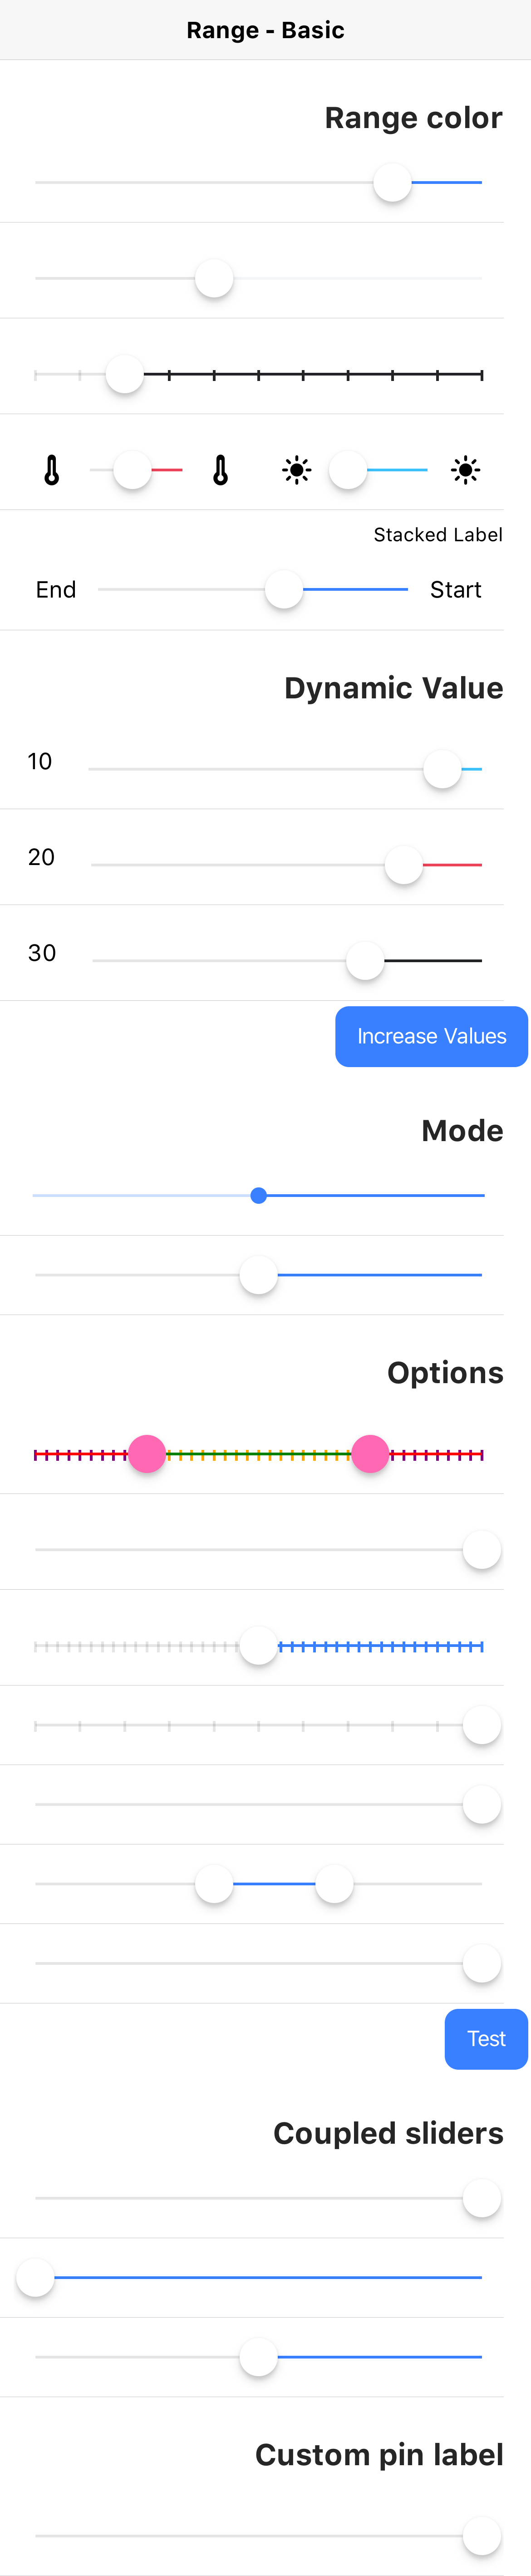 Range - Basic
Range color
Stacked Label
End
Start
Dynamic Value
10
20
30
Increase Values
Mode
Options
Test
Coupled sliders
Custom pin label